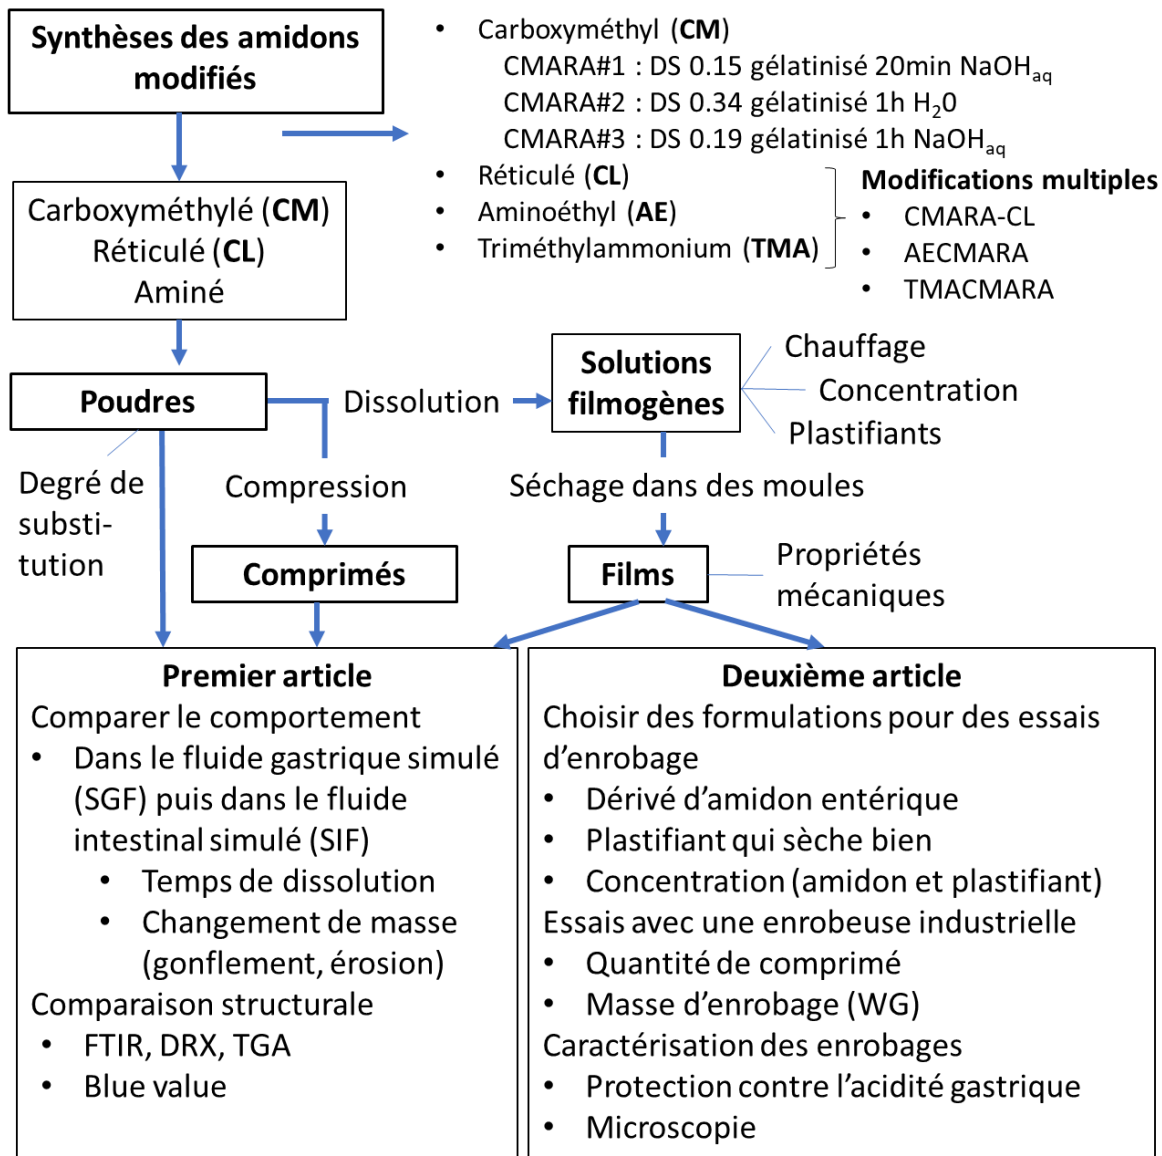 Synthèses des amidons
modifiés
• Carboxyméthyl (CM)
CMARA#1 : DS 0.15 gélatinisé 20min NaOHaq
CMARA#2 : DS 0.34 gélatinisé 1h H20
CMARA#3 : DS 0.19 gélatinisé 1h NaOHaq
• Réticulé (CL)
• Aminoéthyl (AE)
• Triméthylammonium (TMA)
Modifications multiples
• CMARA-CL
• AECMARA
• TMACMARA
Carboxyméthylé (CM)
Réticulé (CL)
Aminé
Poudres
Dissolution
Solutions
filmogènes
Chauffage
Concentration
Plastifiants
Degré de
substi-
tution
Compression
Séchage dans des moules
Comprimés
Films
Propriétés
mécaniques
Premier article
Comparer le comportement
• Dans le fluide gastrique simulé
(SGF) puis dans le fluide
intestinal simulé (SIF)
• Temps de dissolution
• Changement de masse
(gonflement, érosion)
Comparaison structurale
• FTIR, DRX, TGA
• Blue value
Deuxième article
Choisir des formulations pour des essais
d’enrobage
• Dérivé d’amidon entérique
• Plastifiant qui sèche bien
• Concentration (amidon et plastifiant)
Essais avec une enrobeuse industrielle
• Quantité de comprimé
• Masse d’enrobage (WG)
Caractérisation des enrobages
• Protection contre l’acidité gastrique
• Microscopie